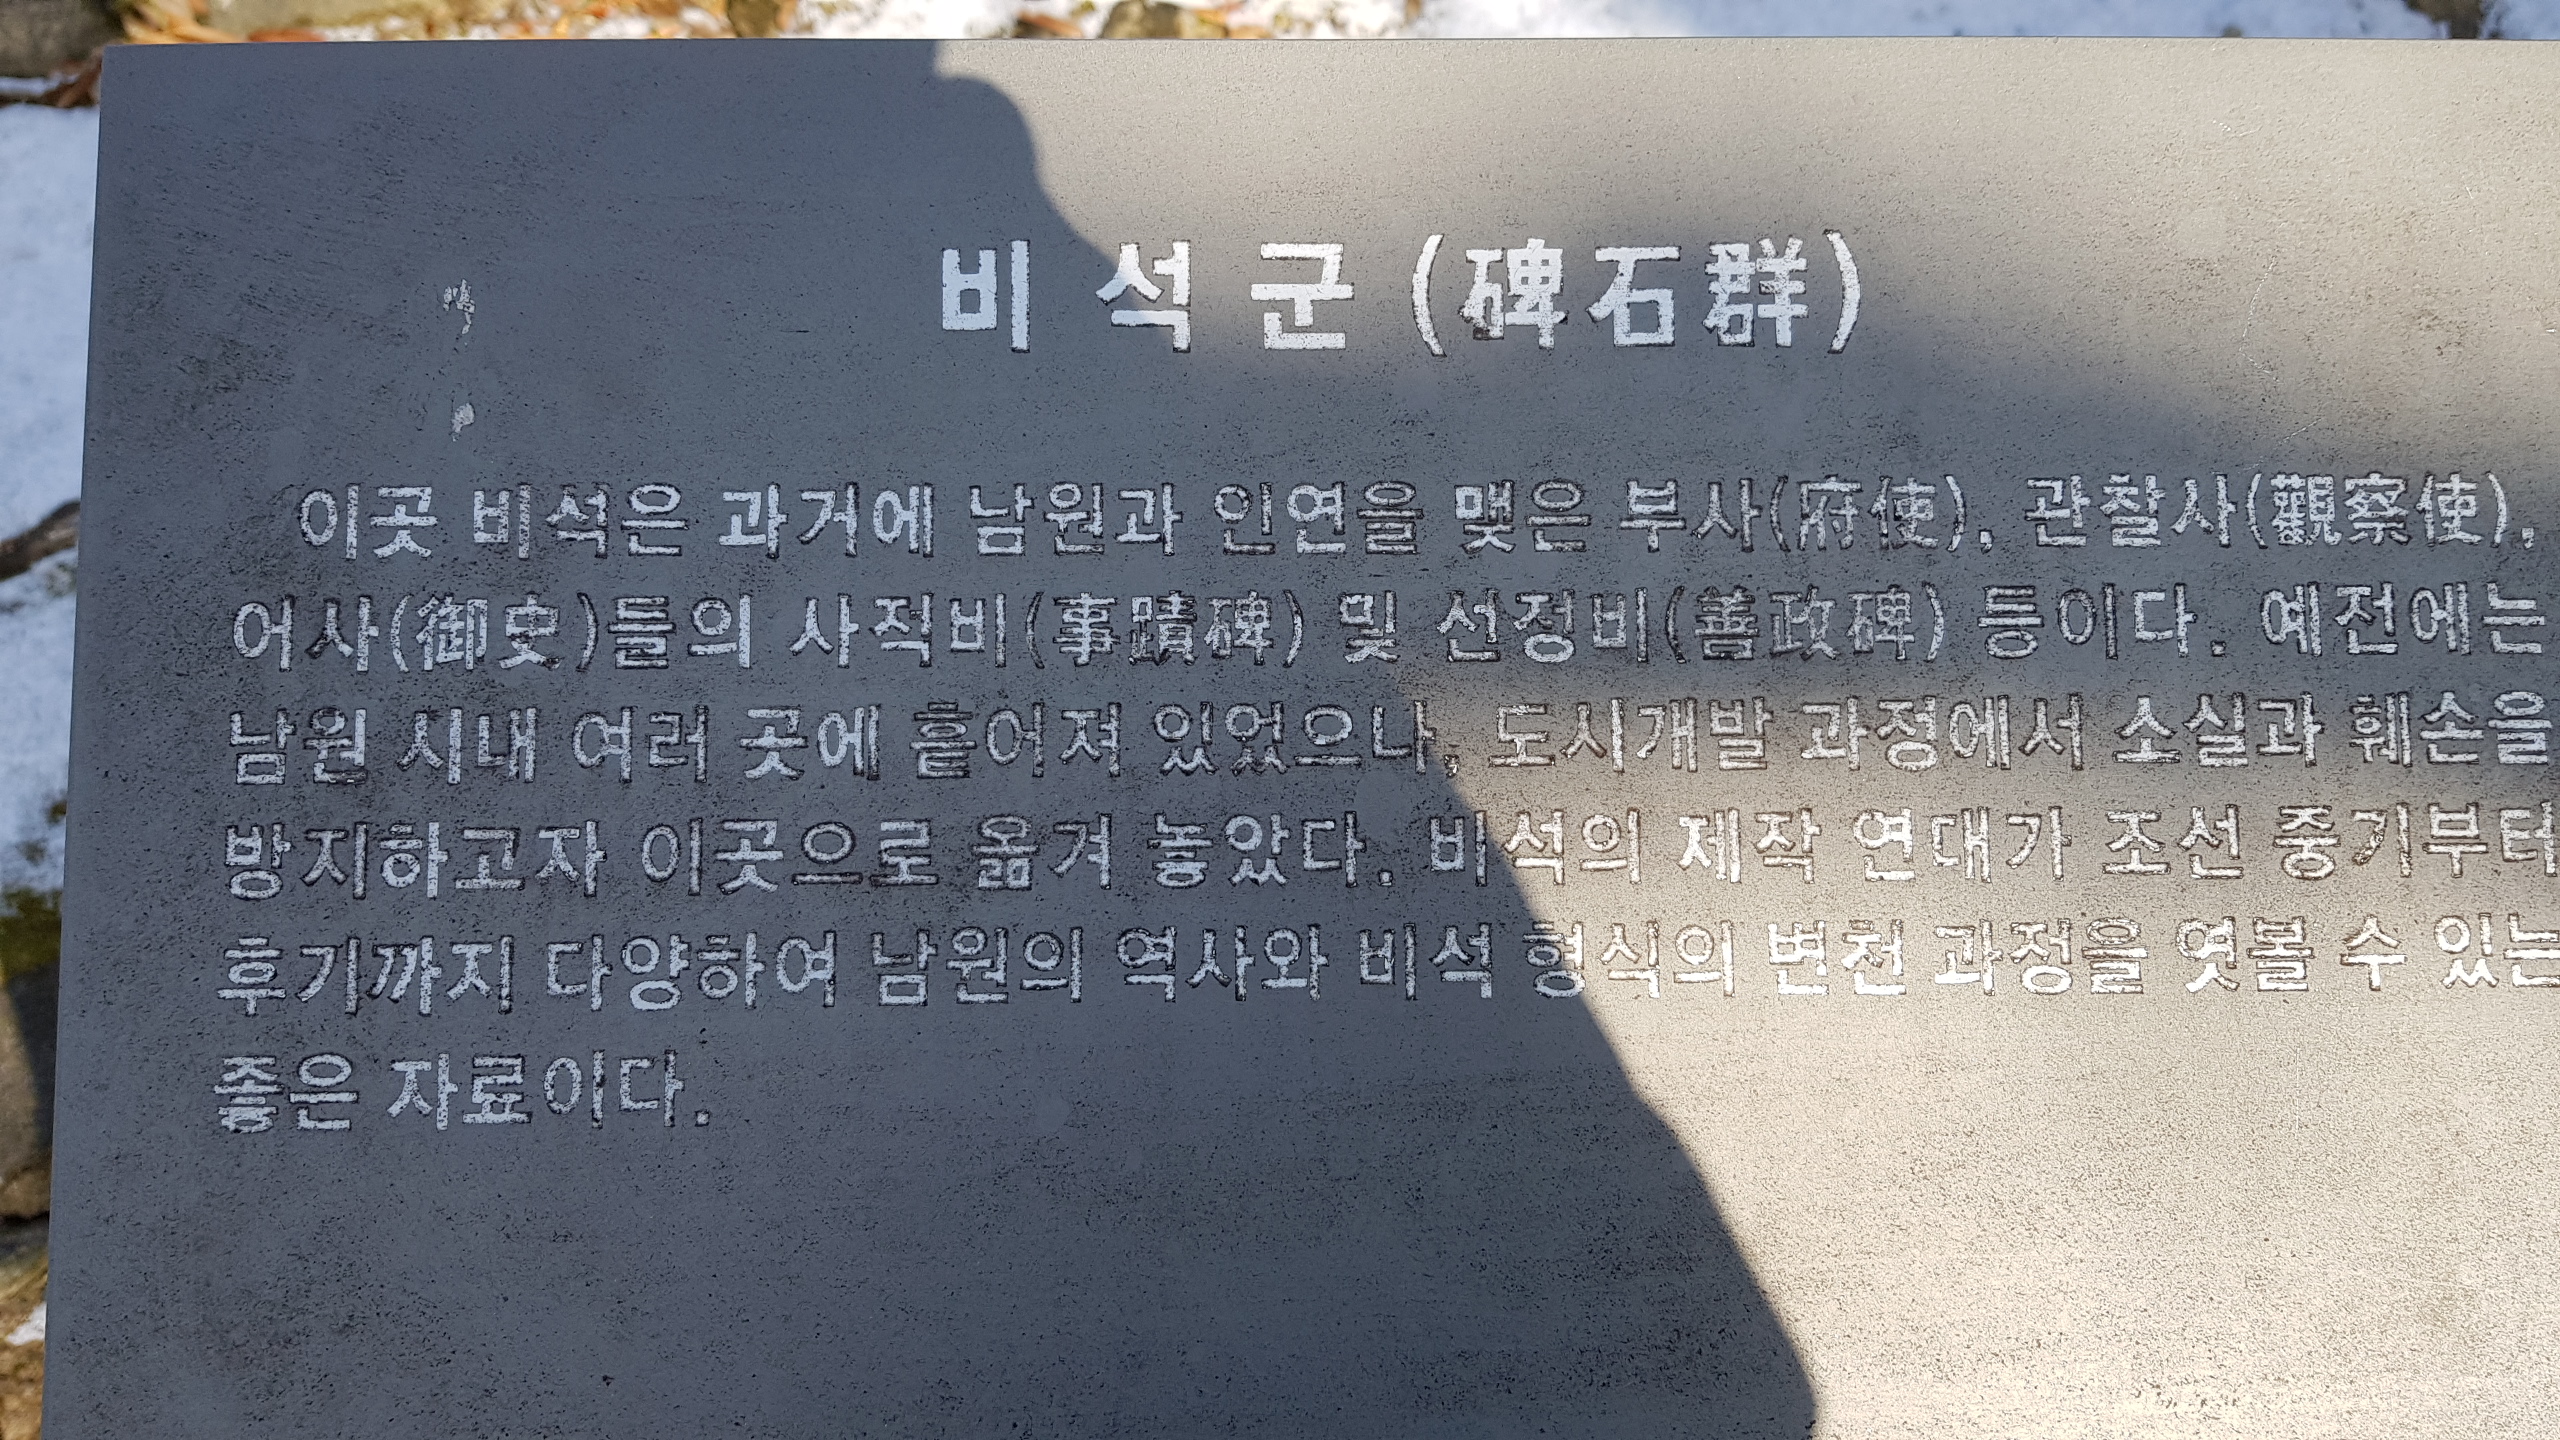 비석군(碑石群)
이곳 비석은 과거에 남원과 인연을 맺은 부사(府使), 관찰사(觀察使),
어사(御史)들의 사적비(事蹟碑) 및 선정비(善政碑) 등이다. 예전에는
남원 시내 여러 곳에 흩어져 있었으나, 도시개발 과정에서 소실과 훼손을
방지하고자 이곳으로 옮겨 놓았다. 비석의 제작 연대가 조선 중기부터
후기까지 다양하여 남원의 역사와 비석 형식의 변천 과정을 엿볼 수 있는
좋은 자료이다.